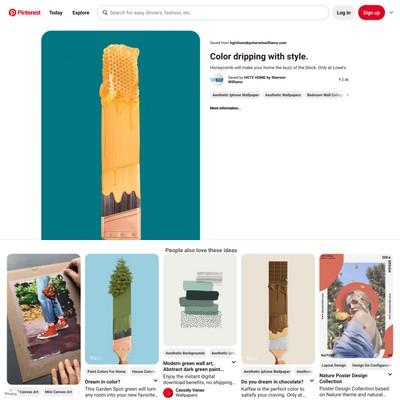 Pinterest
Today
Explore
Search for easy dinners, fashion, etc.
Log in
Sign up
Saved from hgtvhomebysherwinwilliams.com
Color dripping with style.
Honeycomb will make your home the buzz of the block. Only at Lowe's.
Saved by HGTV HOME by Sherwin-
Williams
2.4k
Aesthetic Iphone Wallpaper
Aesthetic Wallpapers
Bedroom Wall
More information...
People also love these ideas
Canvas Art
Mini Canvas Art
Privacy
Paint Colors For Home
House Color
Dream in color?
This Garden Spot green will turn
any room into your new favorite...
Aesthetic Backgrounds
Aesthetic
Modern green wall art,
Abstract dark green paint...
Enjoy the instant digital
download benefits, no shipping...
Cassidy Vanas
Wallpapers
Aesthetic Iphone Wallpaper
Do you dream in chocolate?
Kaffee is the perfect color to
satisfy your craving. Only at...
NATURE
Layout Design
Design De Configuration
Nature Poster Design
Collection
Poster Design Collection based
on Nature theme and natural...